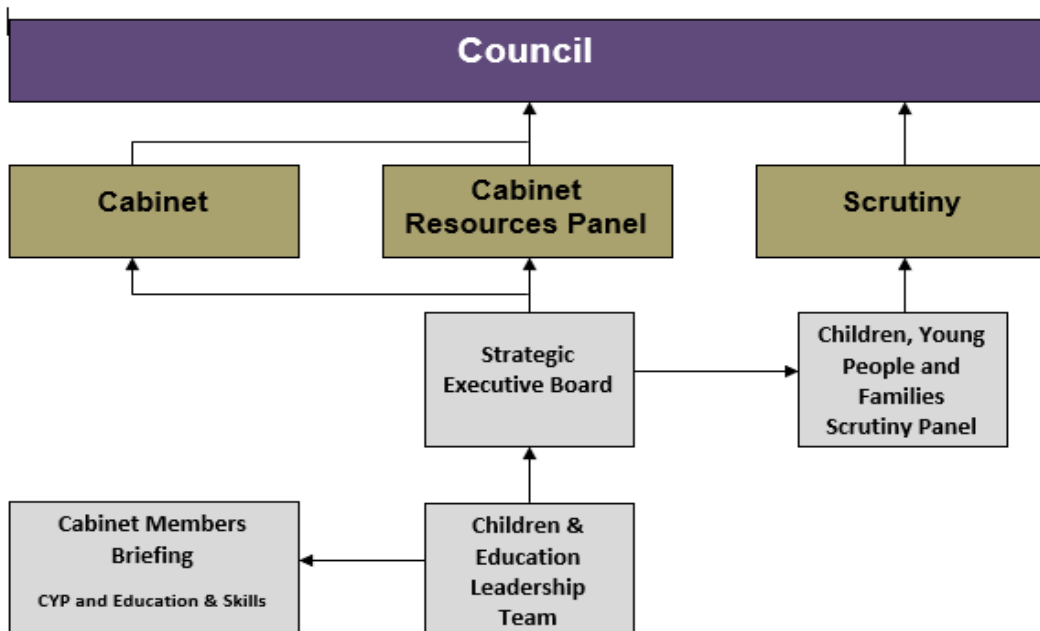 Council
Cabinet
Cabinet
Resources Panel
Scrutiny
Strategic
Executive Board
Children, Young
People and
Families
Scrutiny Panel
Cabinet Members
Briefing
CYP and Education & Skills
Children &
Education
Leadership
Team